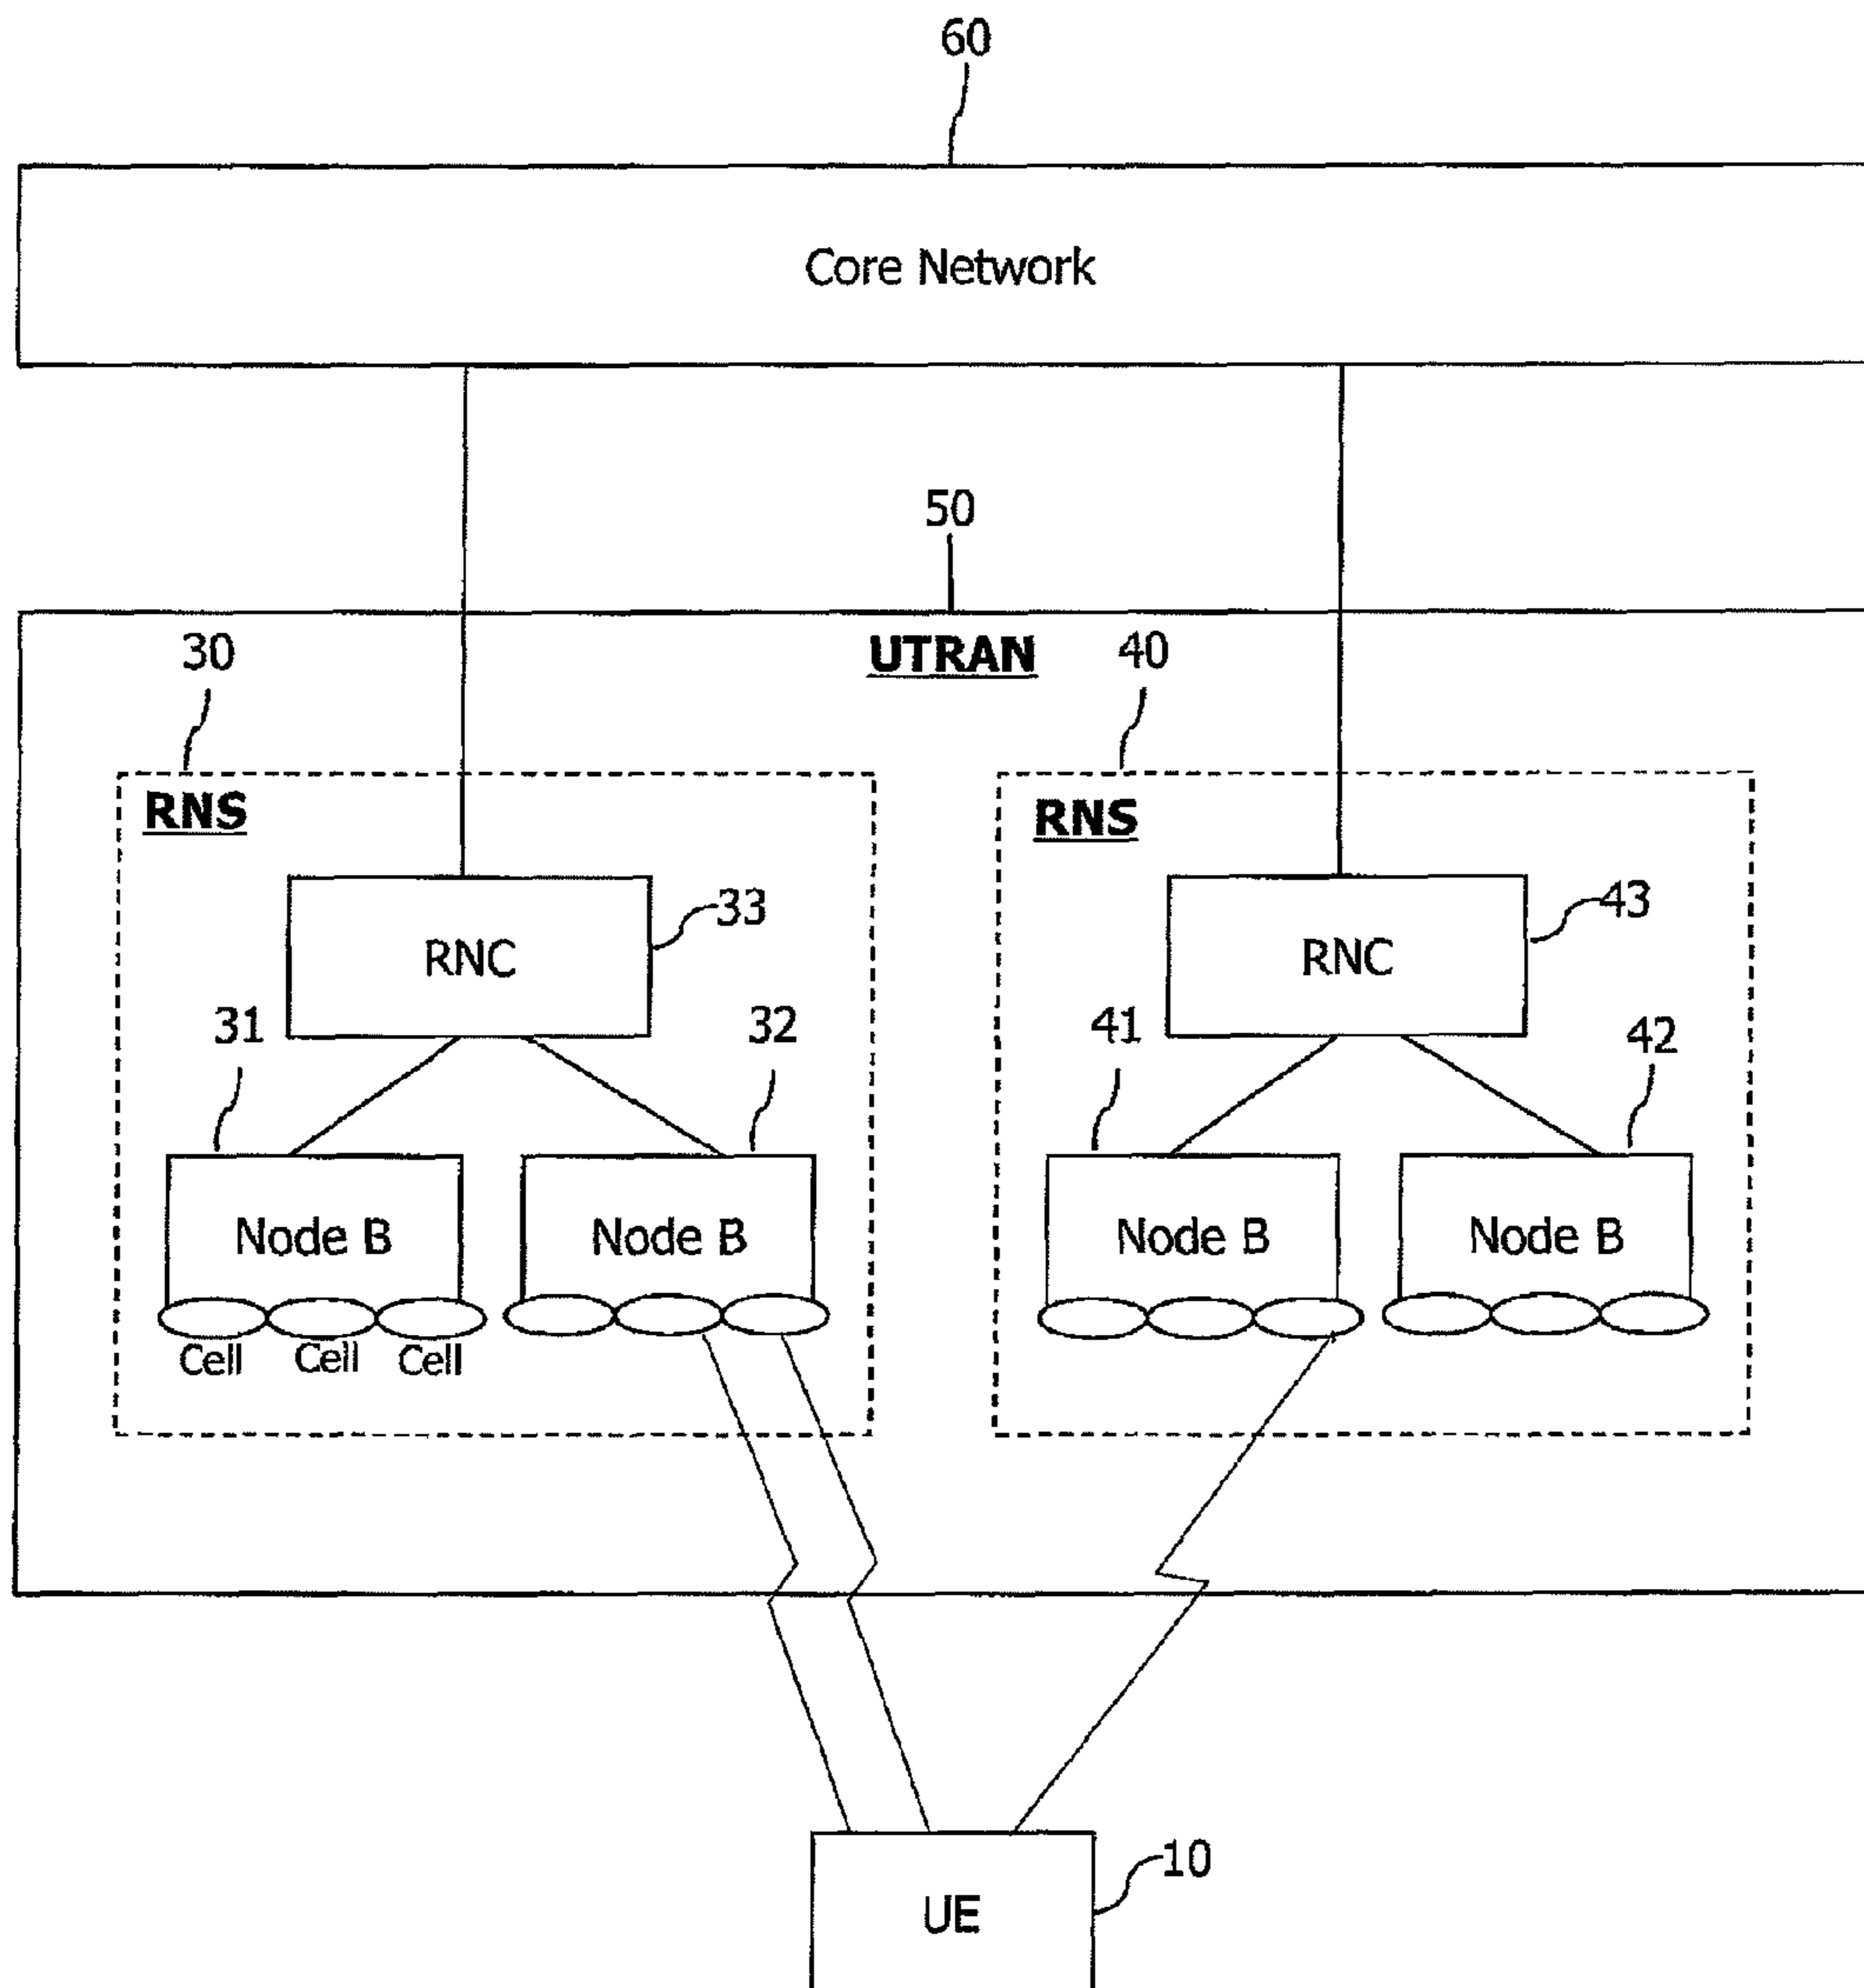 60
Core Network
50
30
UTRAN
40
RNS
RNS
33
43
RNC
RNC
31
32
41
42
Node B
Node B
Node B
Node B
Cell
Cell
Cell
10
UE